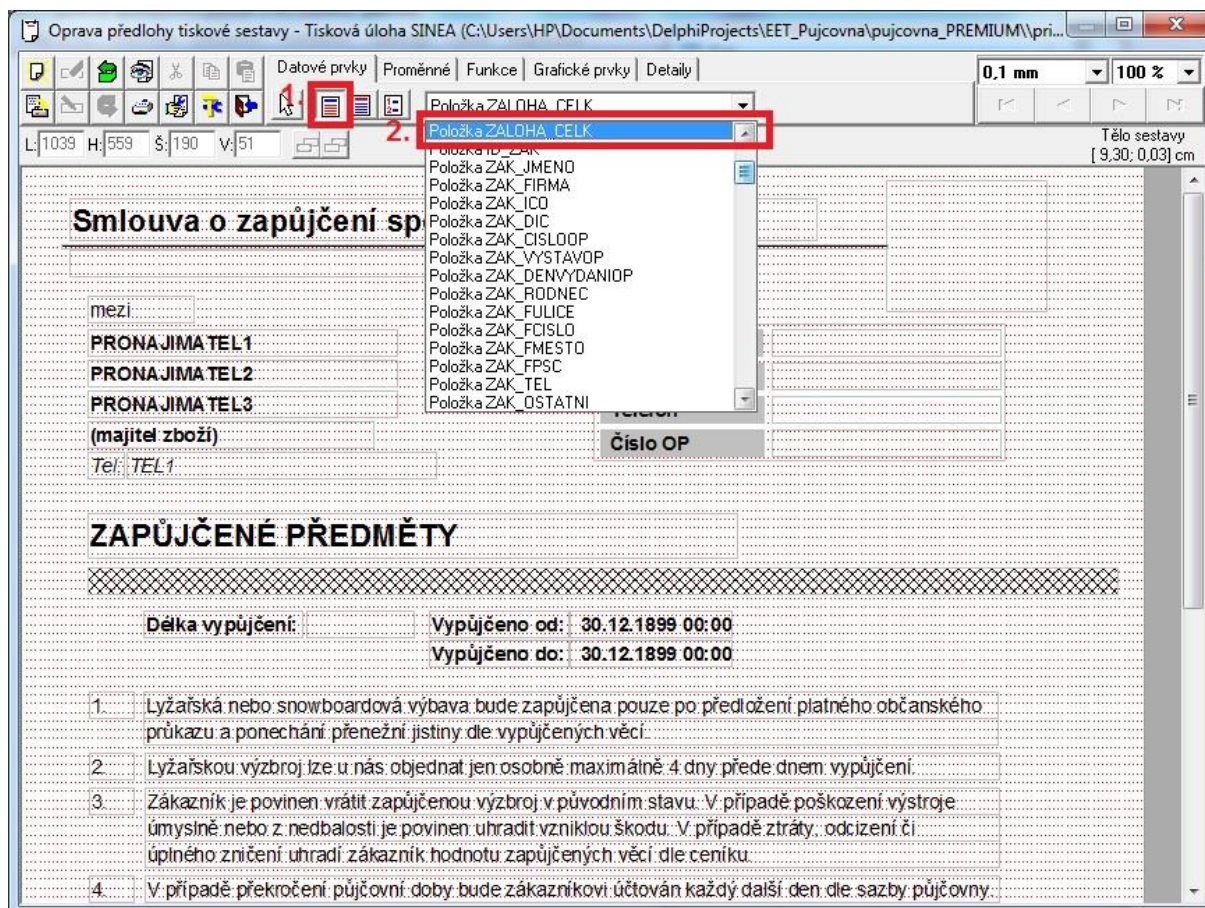 Oprava předlohy tiskové sestavy - Tisková úloha SINEA (C:\Users\HP\Documents\DelphiProjects\EET_Pujcovna\pujcovna_PREMIUM\\pri...
Datové prvky Proměnné Funkce Grafické prvky Detaily
0,1 mm 100 %
1.
Položka ZALOHA_CELK
2.
L: 1039 H: 559 Š: 190 V: 51
Tělo sestavy
[ 9,30; 0,03] cm
Položka ZALOHA_CELK
Položka ID_ZAK
Položka ZAK_JMENO
Položka ZAK_FIRMA
Položka ZAK_ICO
Položka ZAK_DIC
Položka ZAK_CISLOOP
Položka ZAK_VYSTAVOP
Položka ZAK_DENVYDANIOP
Položka ZAK_RODNEC
Položka ZAK_FULICE
Položka ZAK_FCISLO
Položka ZAK_FMESTO
Položka ZAK_FPSC
Položka ZAK_TEL
Položka ZAK_OSTATNI
Smlouva o zapůjčení
mezi
PRONAJIMATEL1
PRONAJIMATEL2
PRONAJIMATEL3
(majitel zboží)
Tel: TEL1
Telefon
Číslo OP
ZAPŮJČENÉ PŘEDMĚTY
Délka vypůjčení: Vypůjčeno od: 30.12.1899 00:00
Vypůjčeno do: 30.12.1899 00:00
1. Lyžařská nebo snowboardová výbava bude zapůjčena pouze po předložení platného občanského
průkazu a ponechání přenežní jistiny dle vypůjčených věcí.
2. Lyžařskou výzbroj lze u nás objednat jen osobně maximálně 4 dny přede dnem vypůjčení.
3. Zákazník je povinen vrátit zapůjčenou výzbroj v původním stavu. V případě poškození výstroje
úmyslně nebo z nedbalosti je povinen uhradit vzniklou škodu. V případě ztráty, odcizení či
úplného zničení uhradí zákazník hodnotu zapůjčených věcí dle ceníku.
4. V případě překročení půjčovní doby bude zákazníkovi účtován každý další den dle sazby půjčovny.